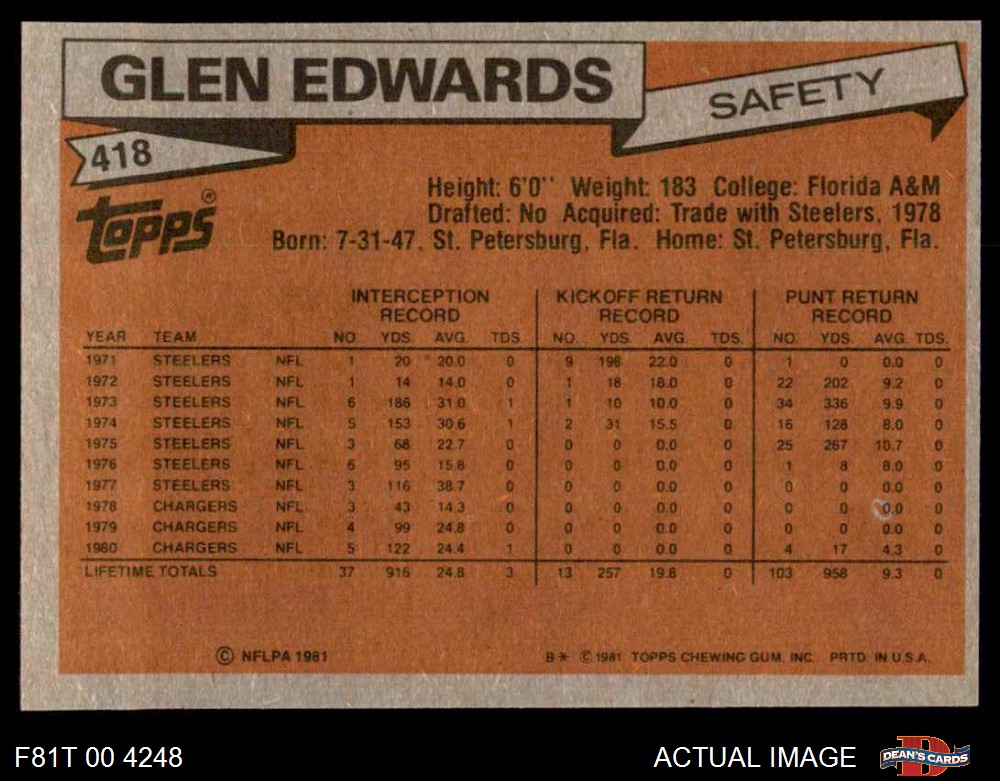 GLEN EDWARDS
SAFETY
418
Topps®
Height: 6'0" Weight: 183 College: Florida A&M
Drafted: No Acquired: Trade with Steelers, 1978
Born: 7-31-47, St. Petersburg, Fla. Home: St. Petersburg, Fla.
INTERCEPTION RECORD KICKOFF RETURN RECORD PUNT RETURN RECORD
YEAR TEAM NO YDS AVG TDS NO. YDS. AVG. TDS. NO. YDS. AVG. TDS.
1971 STEELERS NFL 1 20 20.0 0 9 198 22.0 0 1 0 0.0 0
1972 STEELERS NFL 1 14 14.0 0 1 18 18.0 0 22 202 9.2 0
1973 STEELERS NFL 6 186 31.0 1 1 10 10.0 0 34 336 9.9 0
1974 STEELERS NFL 5 153 30.6 1 2 31 15.5 0 16 128 8.0 0
1975 STEELERS NFL 3 68 22.7 0 0 0 0.0 0 25 267 10.7 0
1976 STEELERS NFL 6 95 15.8 0 0 0 0.0 0 1 8 8.0 0
1977 STEELERS NFL 3 116 38.7 0 0 0 0.0 0 0 0 0.0 0
1978 CHARGERS NFL 3 43 14.3 0 0 0 0.0 0 0 0 0.0 0
1979 CHARGERS NFL 4 99 24.8 0 0 0 0.0 0 0 0 0.0 0
1980 CHARGERS NFL 5 122 24.4 1 0 0 0.0 0 4 17 4.3 0
LIFETIME TOTALS 37 916 24.8 3 13 257 19.8 0 103 958 9.3 0
© NFLPA 1981
B* © 1981 TOPPS CHEWING GUM, INC. PRTD IN U.S.A.
F81T 00 4248
ACTUAL IMAGE
D
DEAN'S CARDS